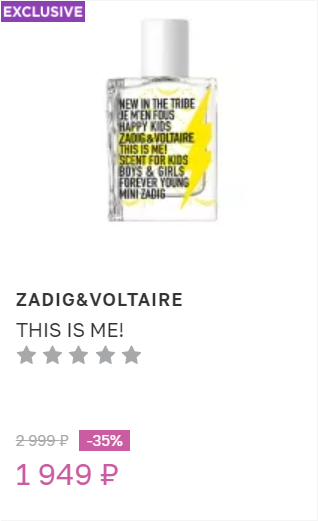 EXCLUSIVE
NEW IN THE TRIBE
JE M'EN FOUS
HAPPY KIDS
ZADIG&VOLTAIRE
THIS IS ME!
SCENT FOR KIDS
BOYS & GIRLS
FOREVER YOUNG
MINI ZADIG
ZADIG&VOLTAIRE
THIS IS ME!
2 999 ₽ -35%
1 949 ₽